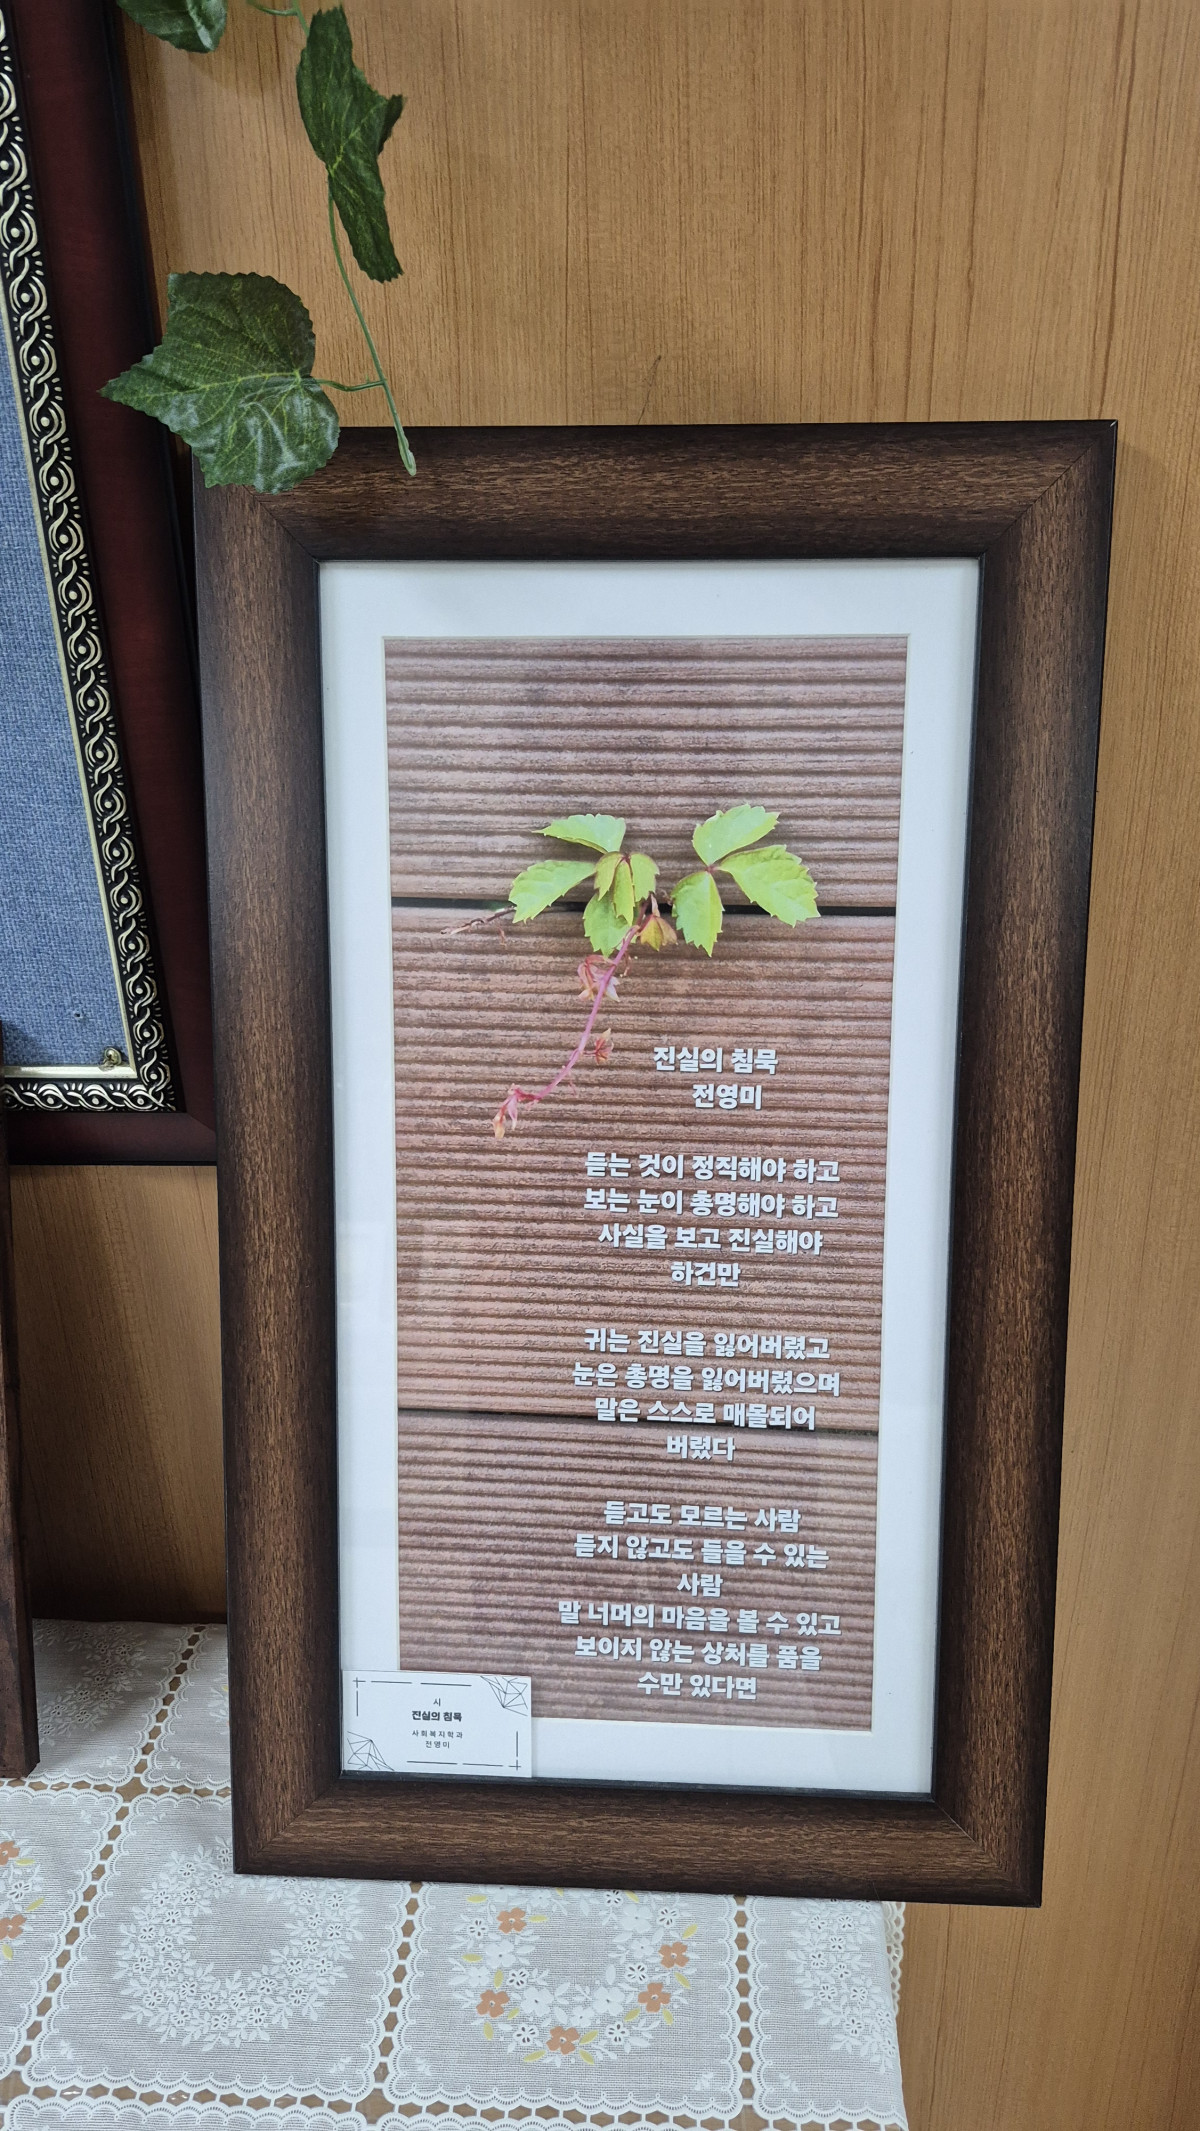 진실의 침묵
전영미
듣는 것이 정직해야 하고
보는 눈이 총명해야 하고
사실을 보고 진실해야
하건만
귀는 진실을 잃어버렸고
눈은 총명을 잃어버렸으며
말은 스스로 매몰되어
버렸다
듣고도 모르는 사람
듣지 않고도 들을 수 있는
사람
말 너머의 마음을 볼 수 있고
보이지 않는 상처를 품을
수만 있다면
시
진실의 침묵
사회복지학과
전영미